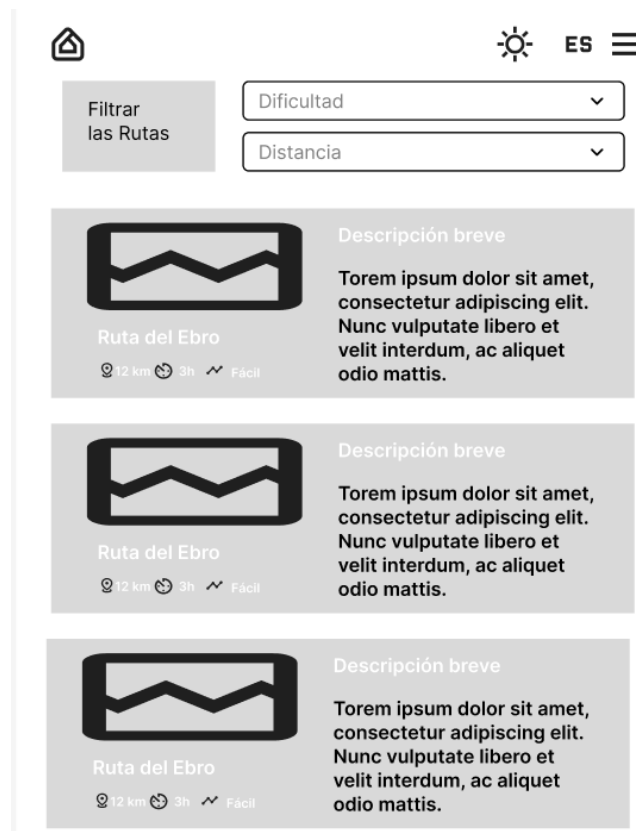 ES
Filtrar
las Rutas
Dificultad
Distancia
Ruta del Ebro
12 km 3h Fácil
Descripción breve
Torem ipsum dolor sit amet,
consectetur adipiscing elit.
Nunc vulputate libero et
velit interdum, ac aliquet
odio mattis.
Ruta del Ebro
12 km 3h Fácil
Descripción breve
Torem ipsum dolor sit amet,
consectetur adipiscing elit.
Nunc vulputate libero et
velit interdum, ac aliquet
odio mattis.
Ruta del Ebro
12 km 3h Fácil
Descripción breve
Torem ipsum dolor sit amet,
consectetur adipiscing elit.
Nunc vulputate libero et
velit interdum, ac aliquet
odio mattis.